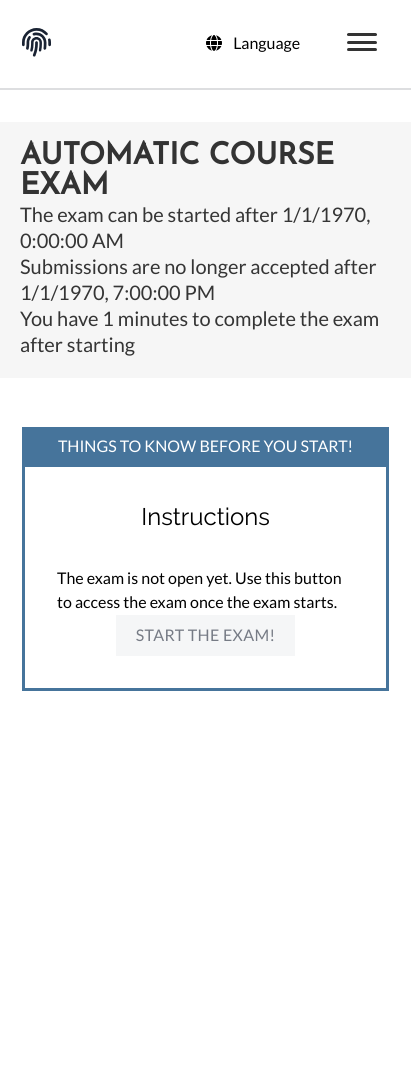 Language
AUTOMATIC COURSE
EXAM
The exam can be started after 1/1/1970,
0:00:00 AM
Submissions are no longer accepted after
1/1/1970, 7:00:00 PM
You have 1 minutes to complete the exam
after starting
THINGS TO KNOW BEFORE YOU START!
Instructions
The exam is not open yet. Use this button
to access the exam once the exam starts.
START THE EXAM!